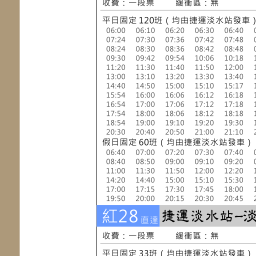 收費：一段票 緩衝區：無
平日固定120班（均由捷運淡水站發車）
06:00 06:10 06:20 06:30 06:40
07:24 07:30 07:36 07:42 07:48
08:24 08:30 08:36 08:42 08:48
09:30 09:42 09:54 10:06 10:18
11:20 11:30 11:40 11:50 12:00
13:00 13:10 13:20 13:30 13:40
14:40 14:50 15:00 15:10 15:17
15:54 16:00 16:06 16:12 16:18
16:54 17:00 17:06 17:12 17:18
17:54 18:00 18:06 18:12 18:18
18:54 19:00 19:10 19:20 19:30
20:30 20:40 20:50 21:00 21:10
假日固定60班（均由捷運淡水站發車）
06:40 07:00 07:20 07:30 07:40
08:40 08:50 09:00 09:10 09:20
11:00 11:30 11:50 12:00 12:20
14:20 14:40 15:00 15:10 15:30
17:00 17:15 17:30 17:45 18:00
19:50 20:00 20:15 20:30 20:45
紅28直達 捷運淡水站–淡
收費：一段票 緩衝區：無
平日固定33班（均由捷運淡水站發車）